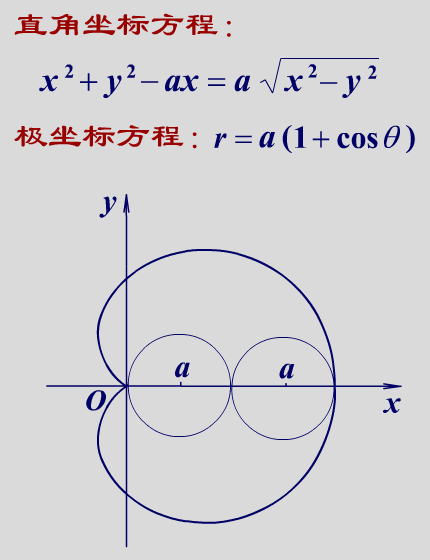 直角坐标方程：
x² + y² − ax = a √x² − y²
极坐标方程：r = a (1 + cos θ)
y
a a
O x